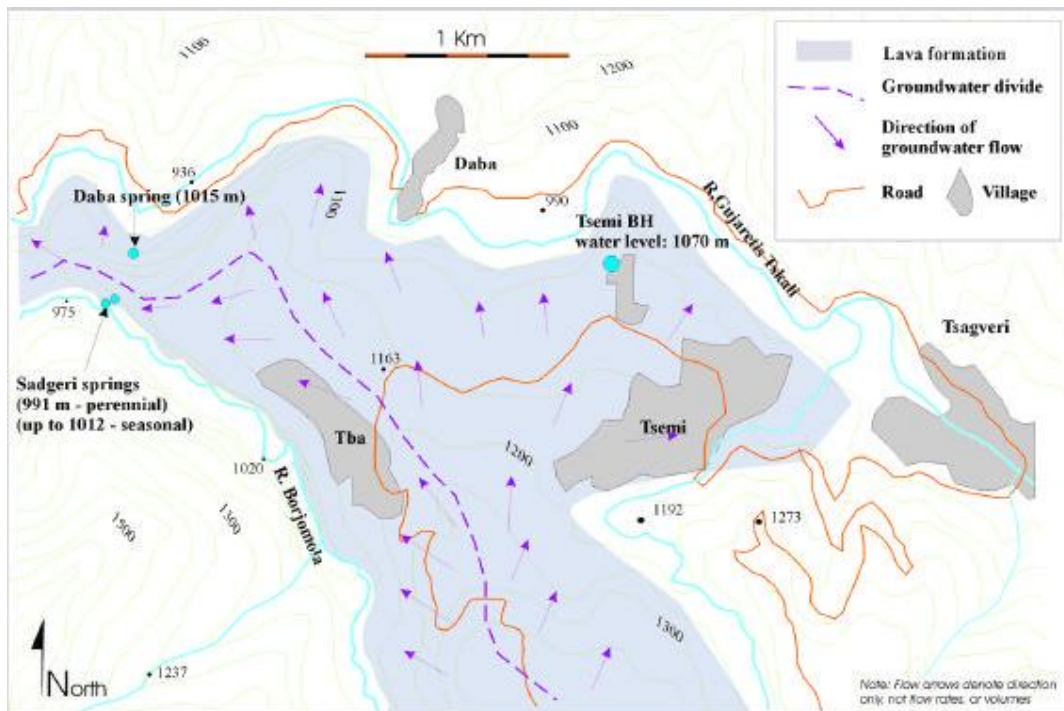 1 Km
Lava formation
Groundwater divide
Direction of
groundwater flow
Road
Village
1100
1200
1100
Daba
936
Daba spring (1015 m)
1100
990
Tsemi BH
water level: 1070 m
R.Gujaretis Tskali
975
Tsagveri
1163
Sadgeri springs
(991 m - perennial)
(up to 1012 - seasonal)
Tba
Tsemi
1200
1020
R. Borjomola
1500
1300
1192
1273
1300
1237
North
Note: Flow arrows denote direction
only, not flow rates, or volumes